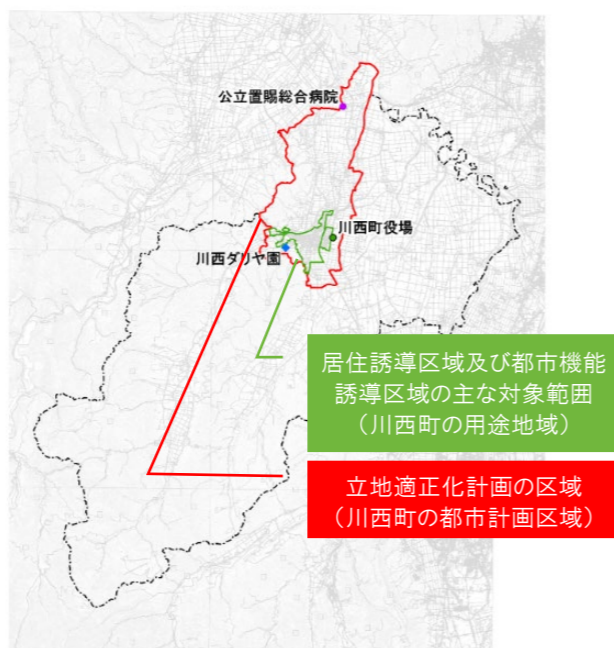 公立置賜総合病院
川西町役場
川西ダリヤ園
居住誘導区域及び都市機能
誘導区域の主な対象範囲
（川西町の用途地域）
立地適正化計画の区域
（川西町の都市計画区域）